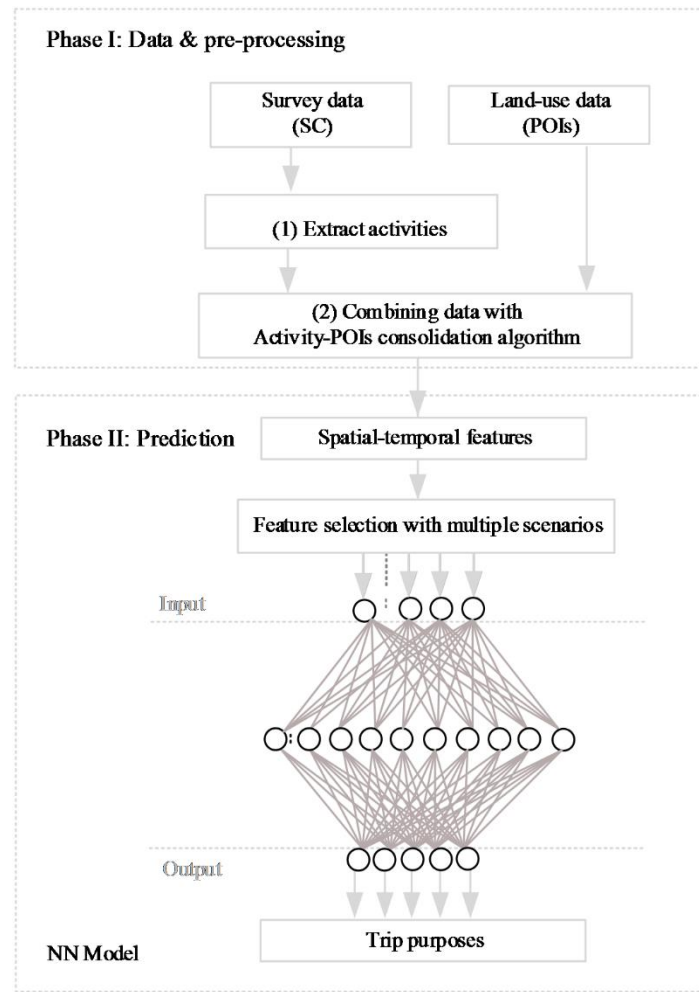 Phase I: Data & pre-processing
Survey data
(SC)
Land-use data
(POIs)
(1) Extract activities
(2) Combining data with
Activity-POIs consolidation algorithm
Phase II: Prediction
Spatial-temporal features
Feature selection with multiple scenarios
Input
Output
Trip purposes
NN Model